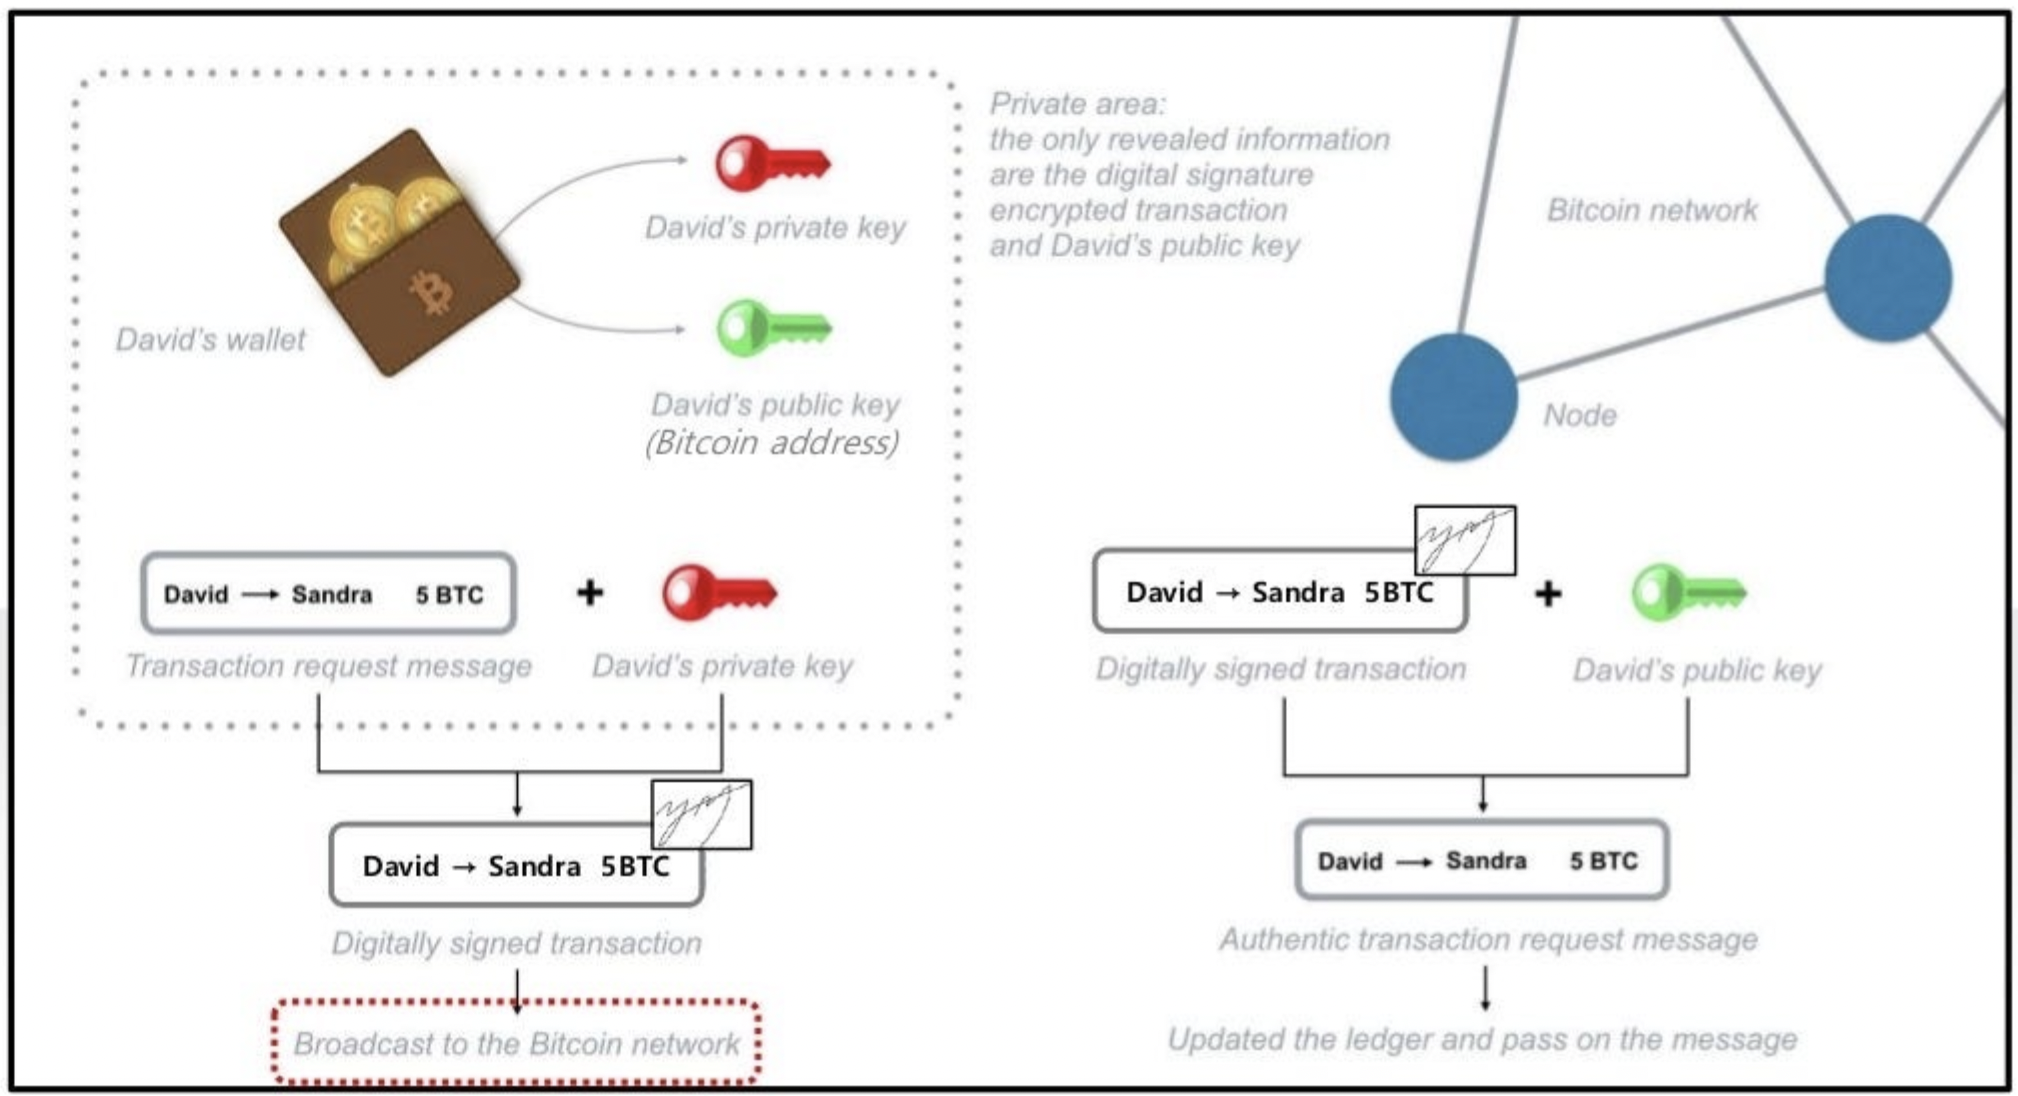 Private area:
the only revealed information
are the digital signature
encrypted transaction
and David's public key
David's private key
David's wallet
David's public key
(Bitcoin address)
Bitcoin network
Node
David → Sandra 5 BTC
+
Transaction request message
David's private key
David → Sandra 5BTC
Digitally signed transaction
Broadcast to the Bitcoin network
David → Sandra 5BTC
+
Digitally signed transaction
David's public key
David → Sandra 5 BTC
Authentic transaction request message
Updated the ledger and pass on the message